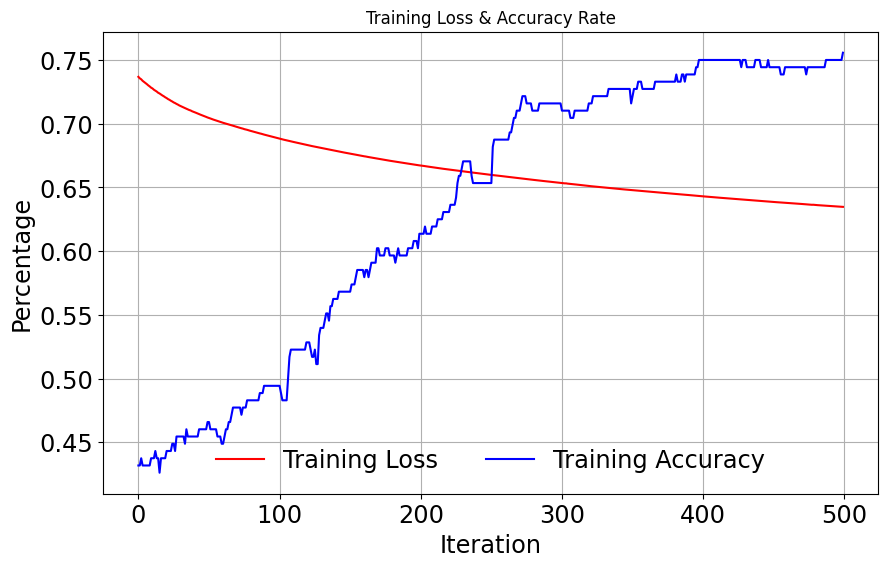 Training Loss & Accuracy Rate
0.75
0.70
0.65
0.60
0.55
0.50
0.45
Percentage
Training Loss Training Accuracy
0 100 200 300 400 500
Iteration